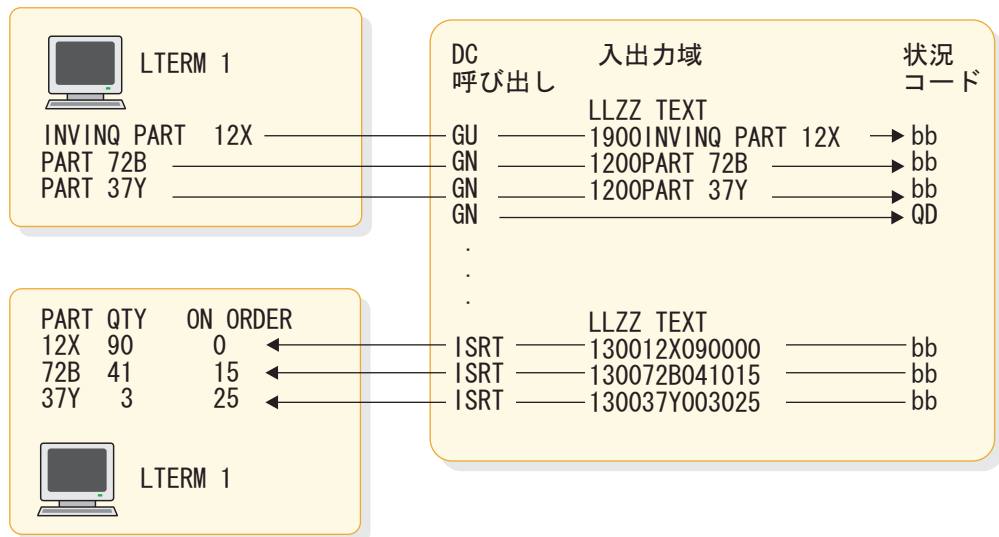 LTERM 1
INVINQ PART 12X
PART 72B
PART 37Y
DC 入出力域 状況
呼び出し コード
LLZZ TEXT
GU 1900INVINQ PART 12X bb
GN 1200PART 72B bb
GN 1200PART 37Y bb
GN QD
.
.
.
LLZZ TEXT
ISRT 130012X090000 bb
ISRT 130072B041015 bb
ISRT 130037Y003025 bb
PART QTY ON ORDER
12X 90 0
72B 41 15
37Y 3 25
LTERM 1